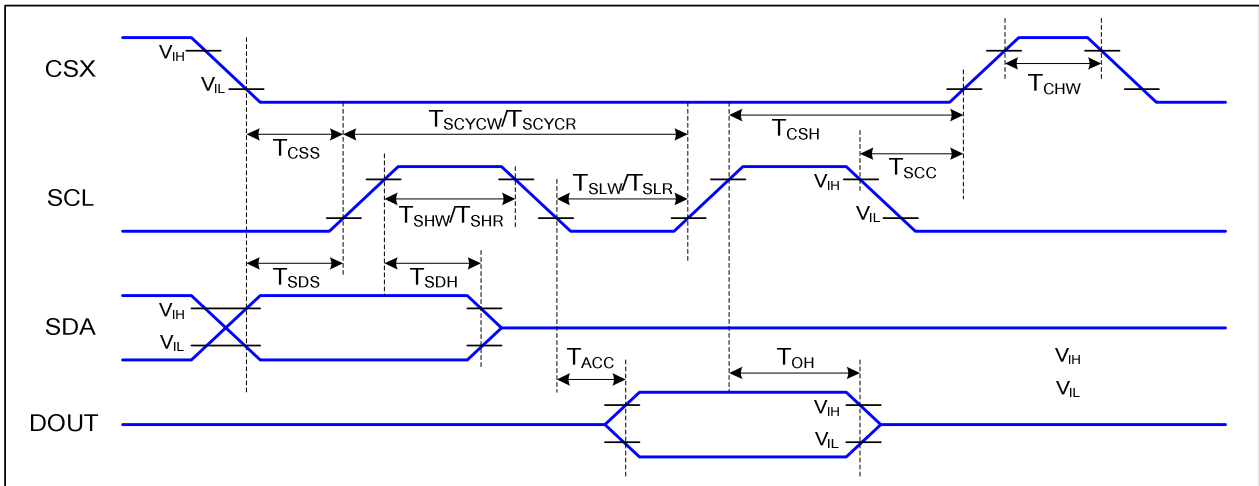 CSX
VIH
VIL
TCHW
TSCYCW/TSCYCR
TCSH
TCSS
TSCC
SCL
TSLW/TSLR
VIH
TSHW/TSHR
VIL
TSDS
TSDH
SDA
VIH
VIL
TACC
TOH
VIH
VIL
DOUT
VIH
VIL